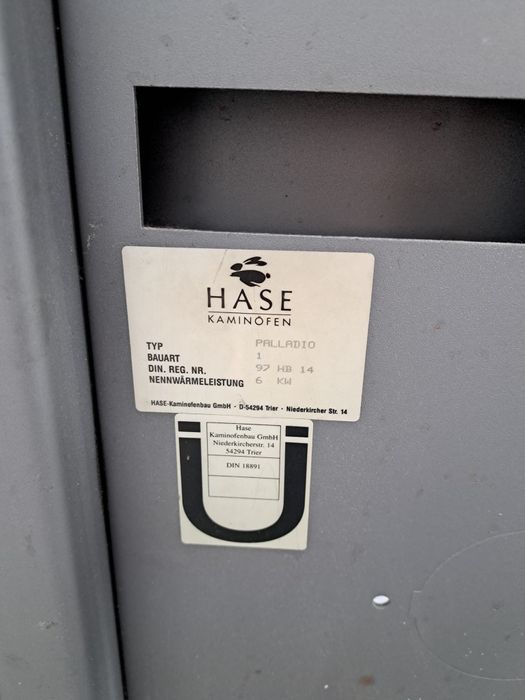 HASE
KAMINÖFEN
TYP PALLADIO
BAUART 1
DIN. REG. NR. 97 HB 14
NENNWÄRMELEISTUNG 6 KW
HASE-Kaminofenbau GmbH · D-54294 Trier · Niederkircher Str. 14
Hase
Kaminofenbau GmbH
Niederkircherstr. 14
54294 Trier
DIN 18891